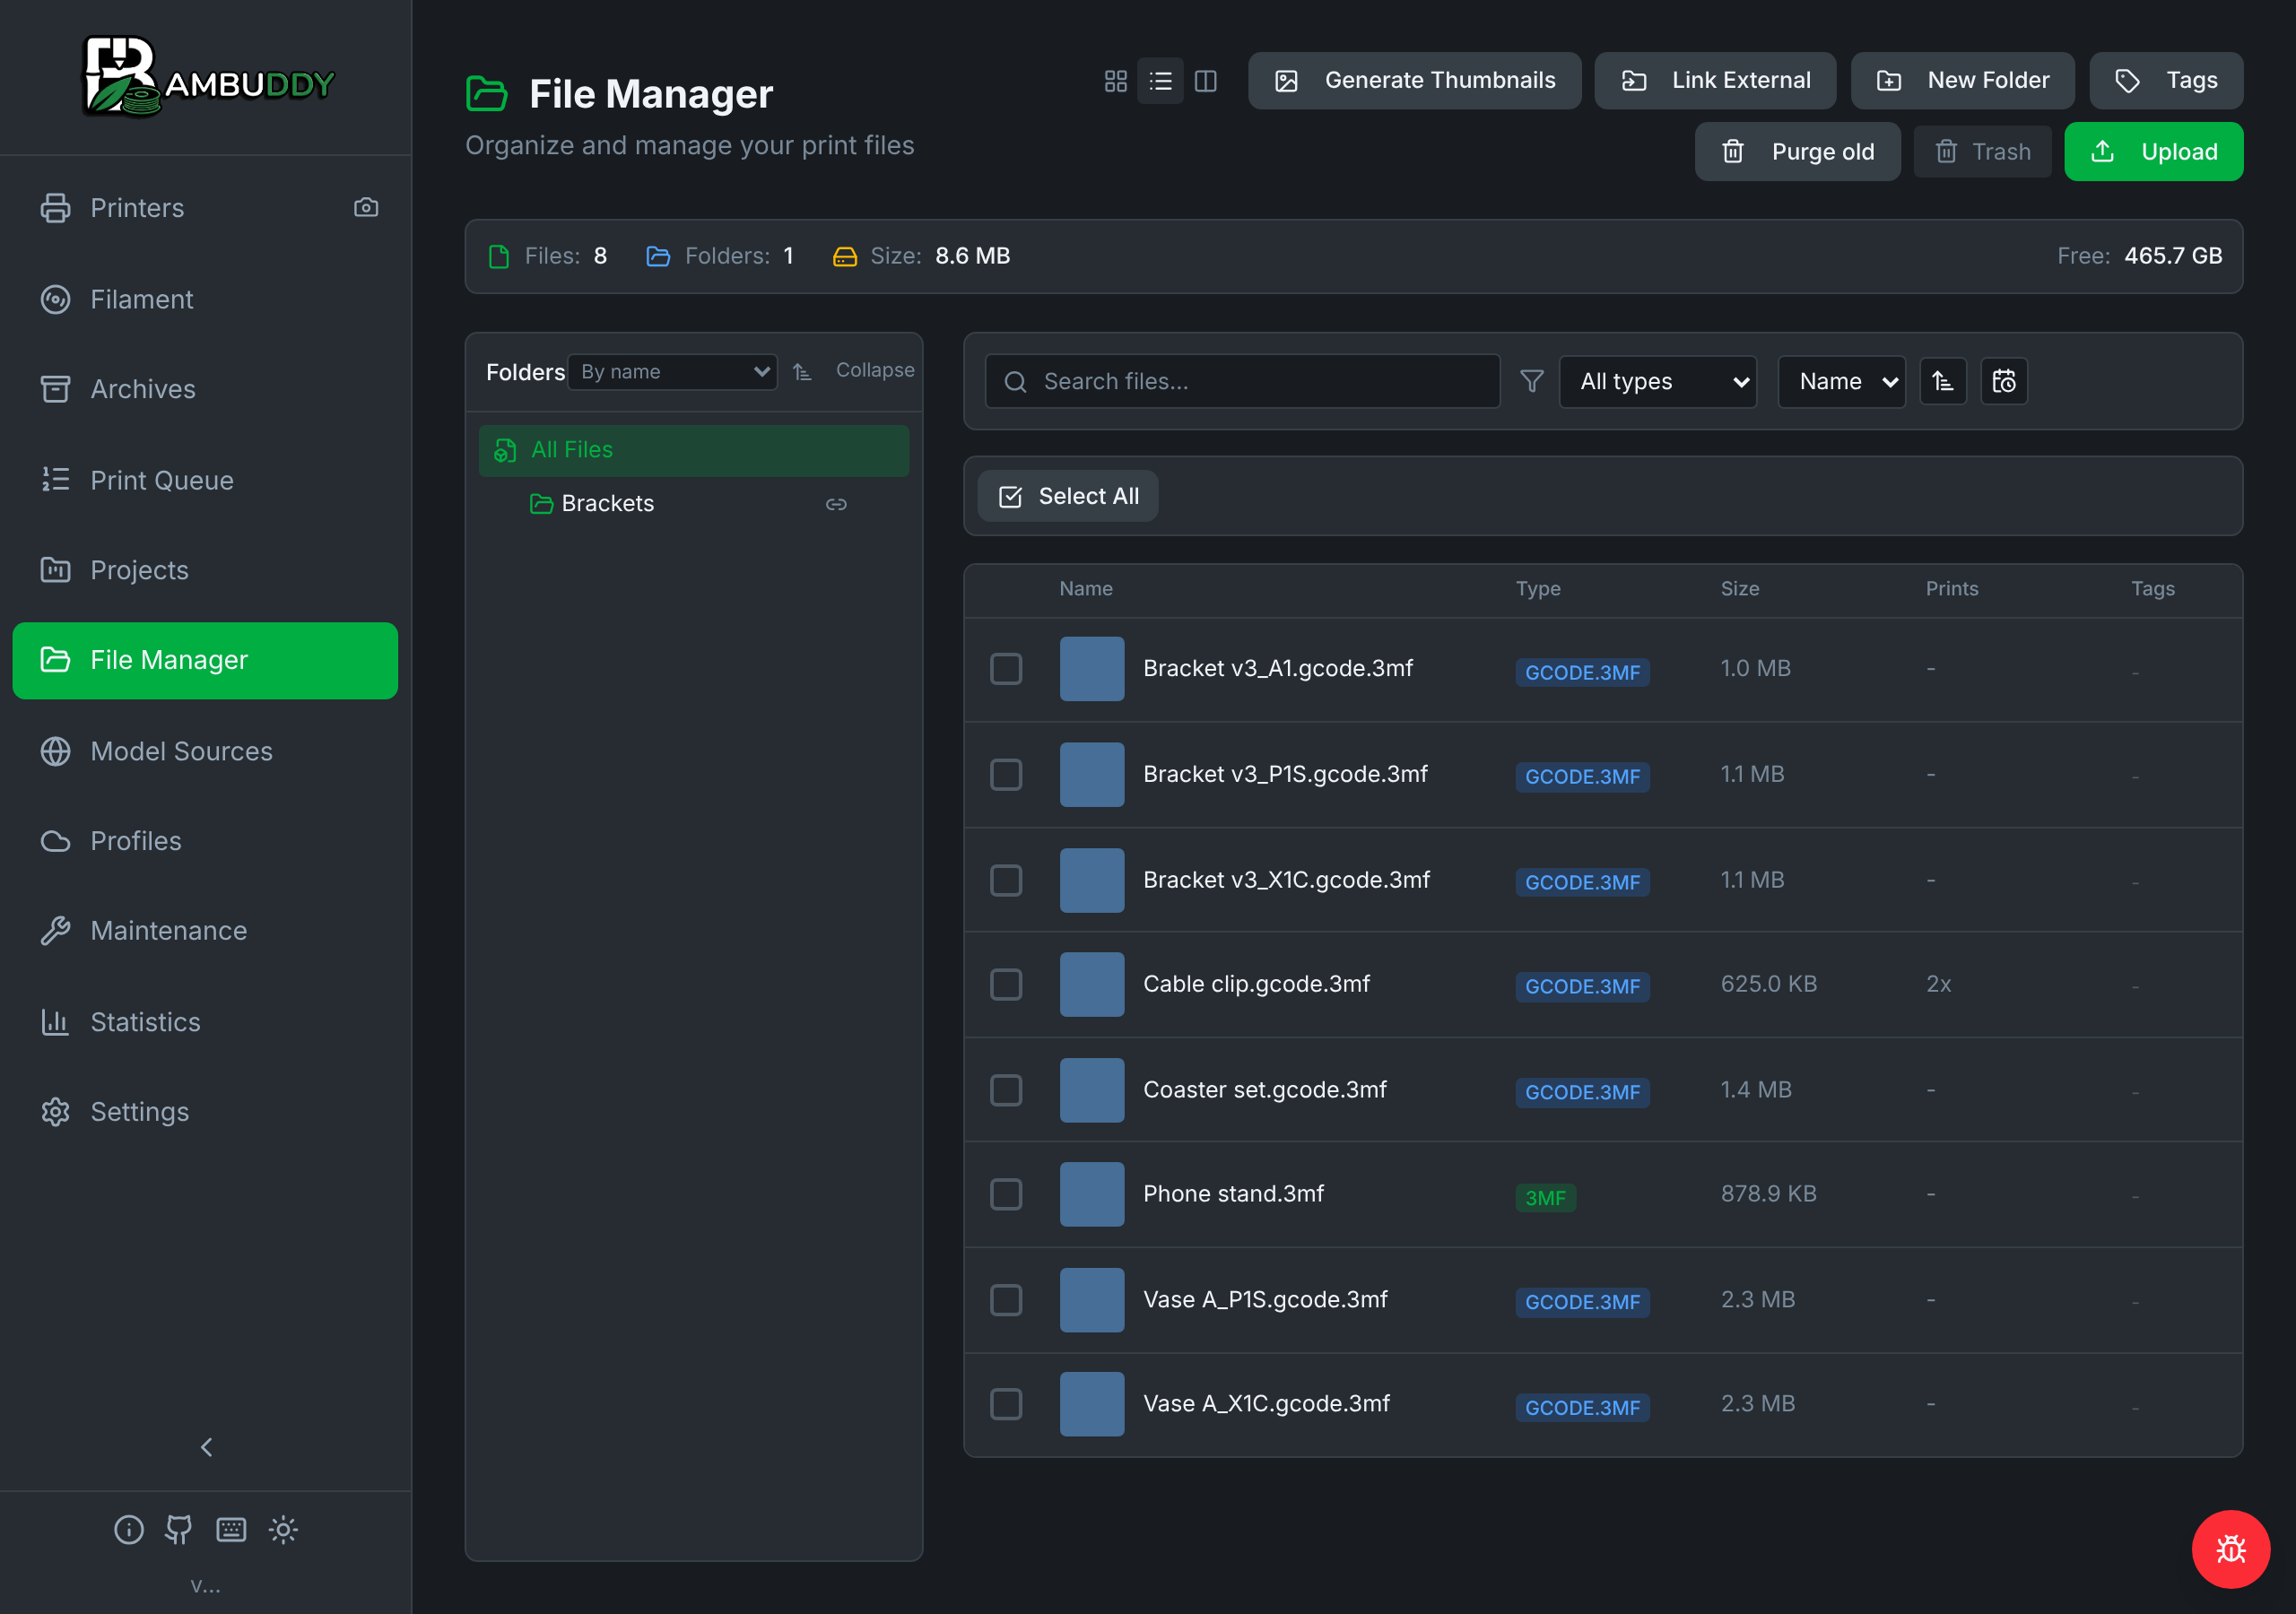 BAMBUDDY
Printers
Filament
Archives
1 2 Print Queue
Projects
File Manager
Model Sources
Profiles
Maintenance
Statistics
Settings
v...
File Manager
Organize and manage your print files
Generate Thumbnails
Link External
New Folder
Tags
Purge old
Trash
Upload
Files: 8
Folders: 1
Size: 8.6 MB
Free: 465.7 GB
Folders
By name
Collapse
All Files
Brackets
Search files...
All types
Name
Select All
Name Type Size Prints Tags
Bracket v3_A1.gcode.3mf GCODE.3MF 1.0 MB - -
Bracket v3_P1S.gcode.3mf GCODE.3MF 1.1 MB - -
Bracket v3_X1C.gcode.3mf GCODE.3MF 1.1 MB - -
Cable clip.gcode.3mf GCODE.3MF 625.0 KB 2x -
Coaster set.gcode.3mf GCODE.3MF 1.4 MB - -
Phone stand.3mf 3MF 878.9 KB - -
Vase A_P1S.gcode.3mf GCODE.3MF 2.3 MB - -
Vase A_X1C.gcode.3mf GCODE.3MF 2.3 MB - -